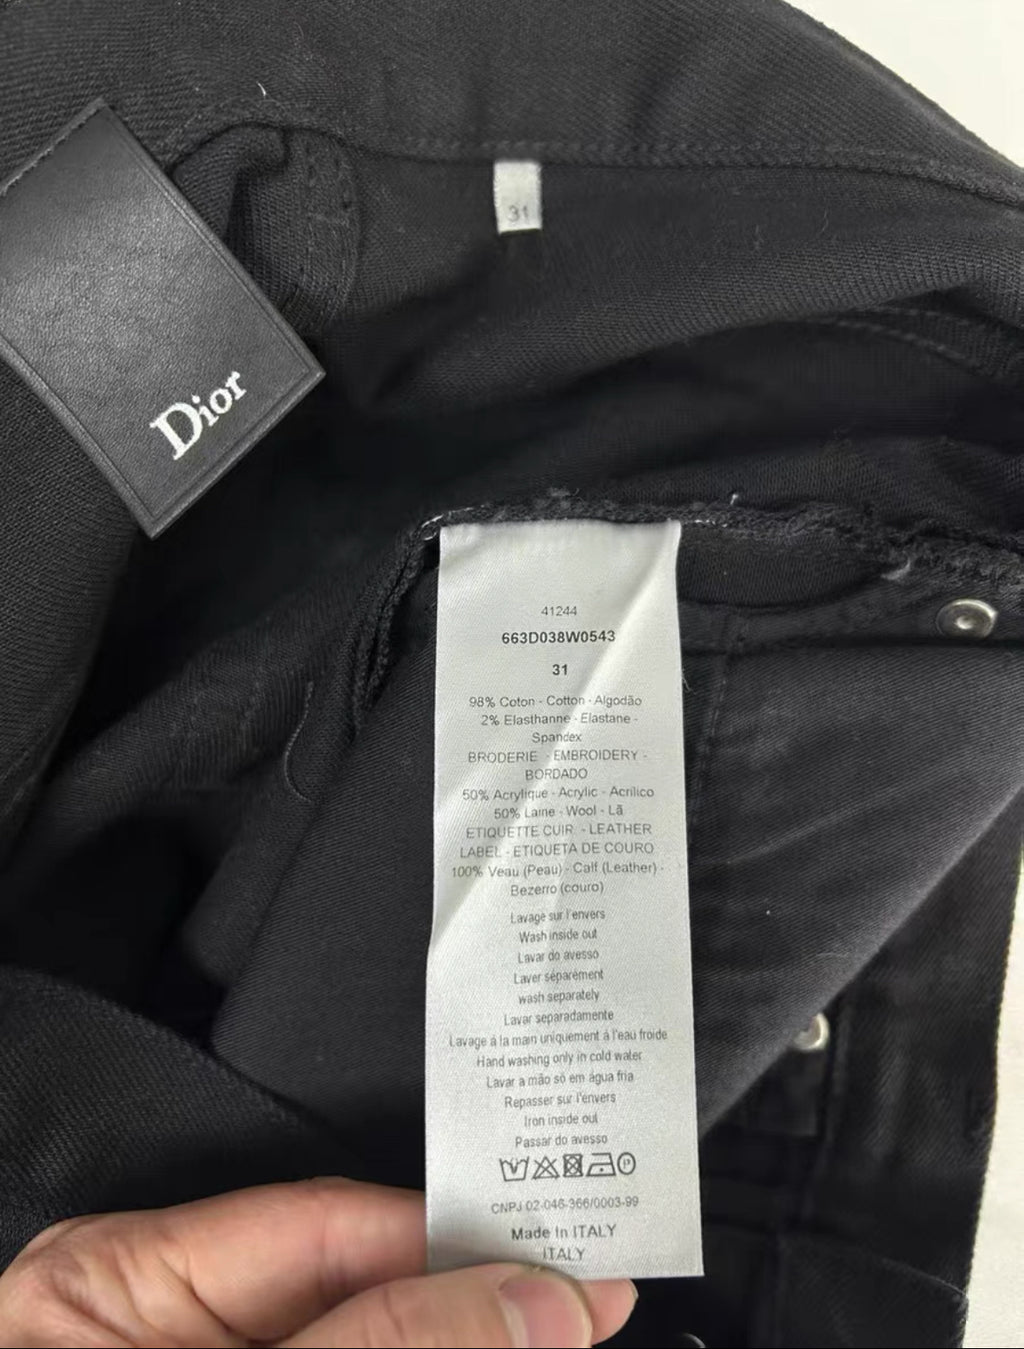 31
Dior
41244
663D038W0543
31
98% Coton - Cotton - Algodão
2% Elasthanne - Elastane -
Spandex
BRODERIE - EMBROIDERY -
BORDADO
50% Acrylique - Acrylic - Acrílico
50% Laine - Wool - Lã
ETIQUETTE CUIR - LEATHER
LABEL - ETIQUETA DE COURO
100% Veau (Peau) - Calf (Leather) -
Bezerro (couro)
Lavage sur l'envers
Wash inside out
Lavar do avesso
Laver séparément
wash separately
Lavar separadamente
Lavage à la main uniquement à l'eau froide
Hand washing only in cold water
Lavar a mão só em água fria
Repasser sur l'envers
Iron inside out
Passar do avesso
P
CNPJ 02-046-366/0003-99
Made In ITALY
ITALY